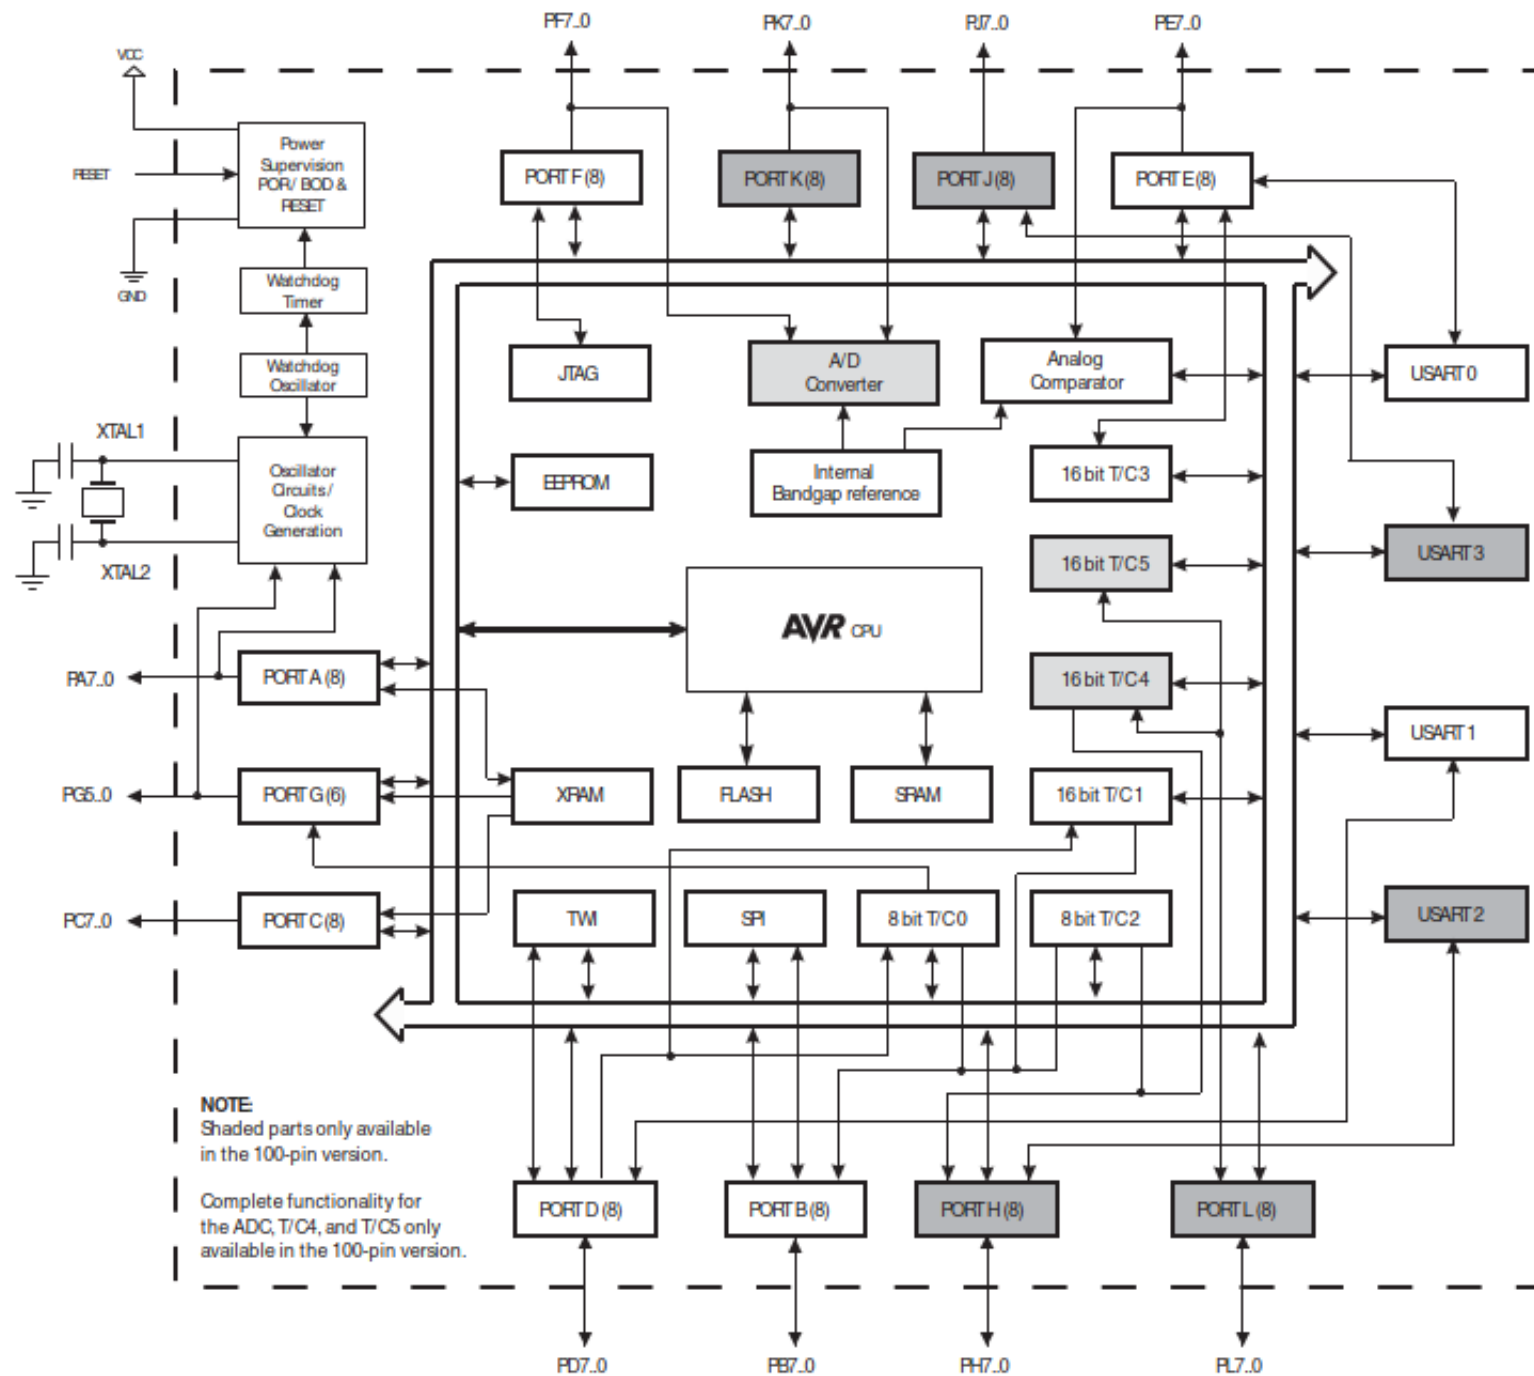 PF7..0
PK7..0
PJ7..0
PE7..0
VCC
RESET
GND
Power
Supervision
POR/ BOD &
RESET
PORT F (8)
PORT K (8)
PORT J (8)
PORT E (8)
Watchdog
Timer
Watchdog
Oscillator
JTAG
A/D
Converter
Analog
Comparator
USART 0
XTAL1
Oscillator
Circuits /
Clock
Generation
XTAL2
EEPROM
Internal
Bandgap reference
16 bit T/C3
USART 3
16 bit T/C5
AVR CPU
PA7..0
PORT A (8)
16 bit T/C4
USART 1
PG5..0
PORT G (6)
XRAM
FLASH
SRAM
16 bit T/C1
PC7..0
PORT C (8)
TWI
SPI
8 bit T/C0
8 bit T/C2
USART 2
NOTE:
Shaded parts only available
in the 100-pin version.
Complete functionality for
the ADC, T/C4, and T/C5 only
available in the 100-pin version.
PORT D (8)
PORT B (8)
PORT H (8)
PORT L (8)
PD7..0
PB7..0
PH7..0
PL7..0